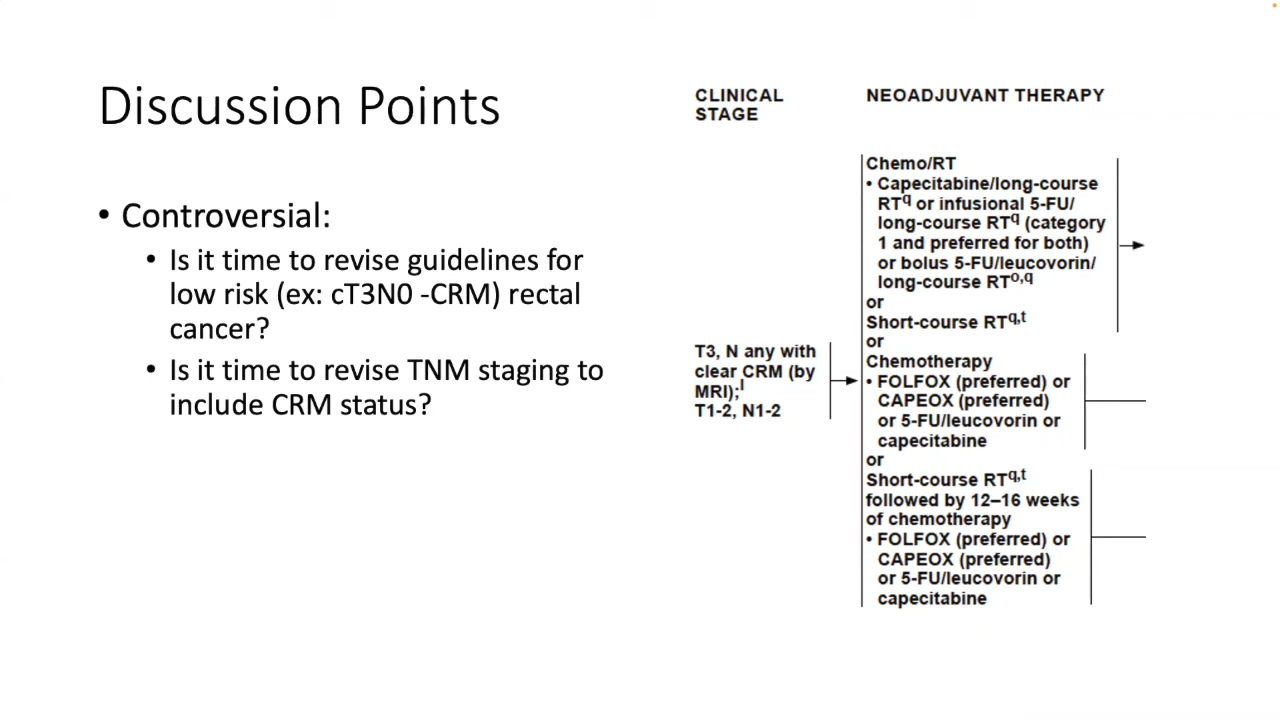 Discussion Points
• Controversial:
• Is it time to revise guidelines for
low risk (ex: cT3N0 -CRM) rectal
cancer?
• Is it time to revise TNM staging to
include CRM status?
CLINICAL
STAGE
T3, N any with
clear CRM (by
MRI);l
T1-2, N1-2
NEOADJUVANT THERAPY
Chemo/RT
• Capecitabine/long-course
RTq or infusional 5-FU/
long-course RTq (category
1 and preferred for both)
or bolus 5-FU/leucovorin/
long-course RTo,q
or
Short-course RTq,t
or
Chemotherapy
• FOLFOX (preferred) or
CAPEOX (preferred)
or 5-FU/leucovorin or
capecitabine
or
Short-course RTq,t
followed by 12–16 weeks
of chemotherapy
• FOLFOX (preferred) or
CAPEOX (preferred)
or 5-FU/leucovorin or
capecitabine